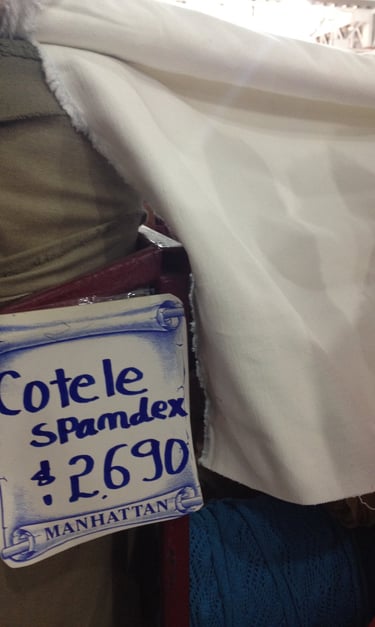 Cotele
spandex
$.2,690
MANHATTAN